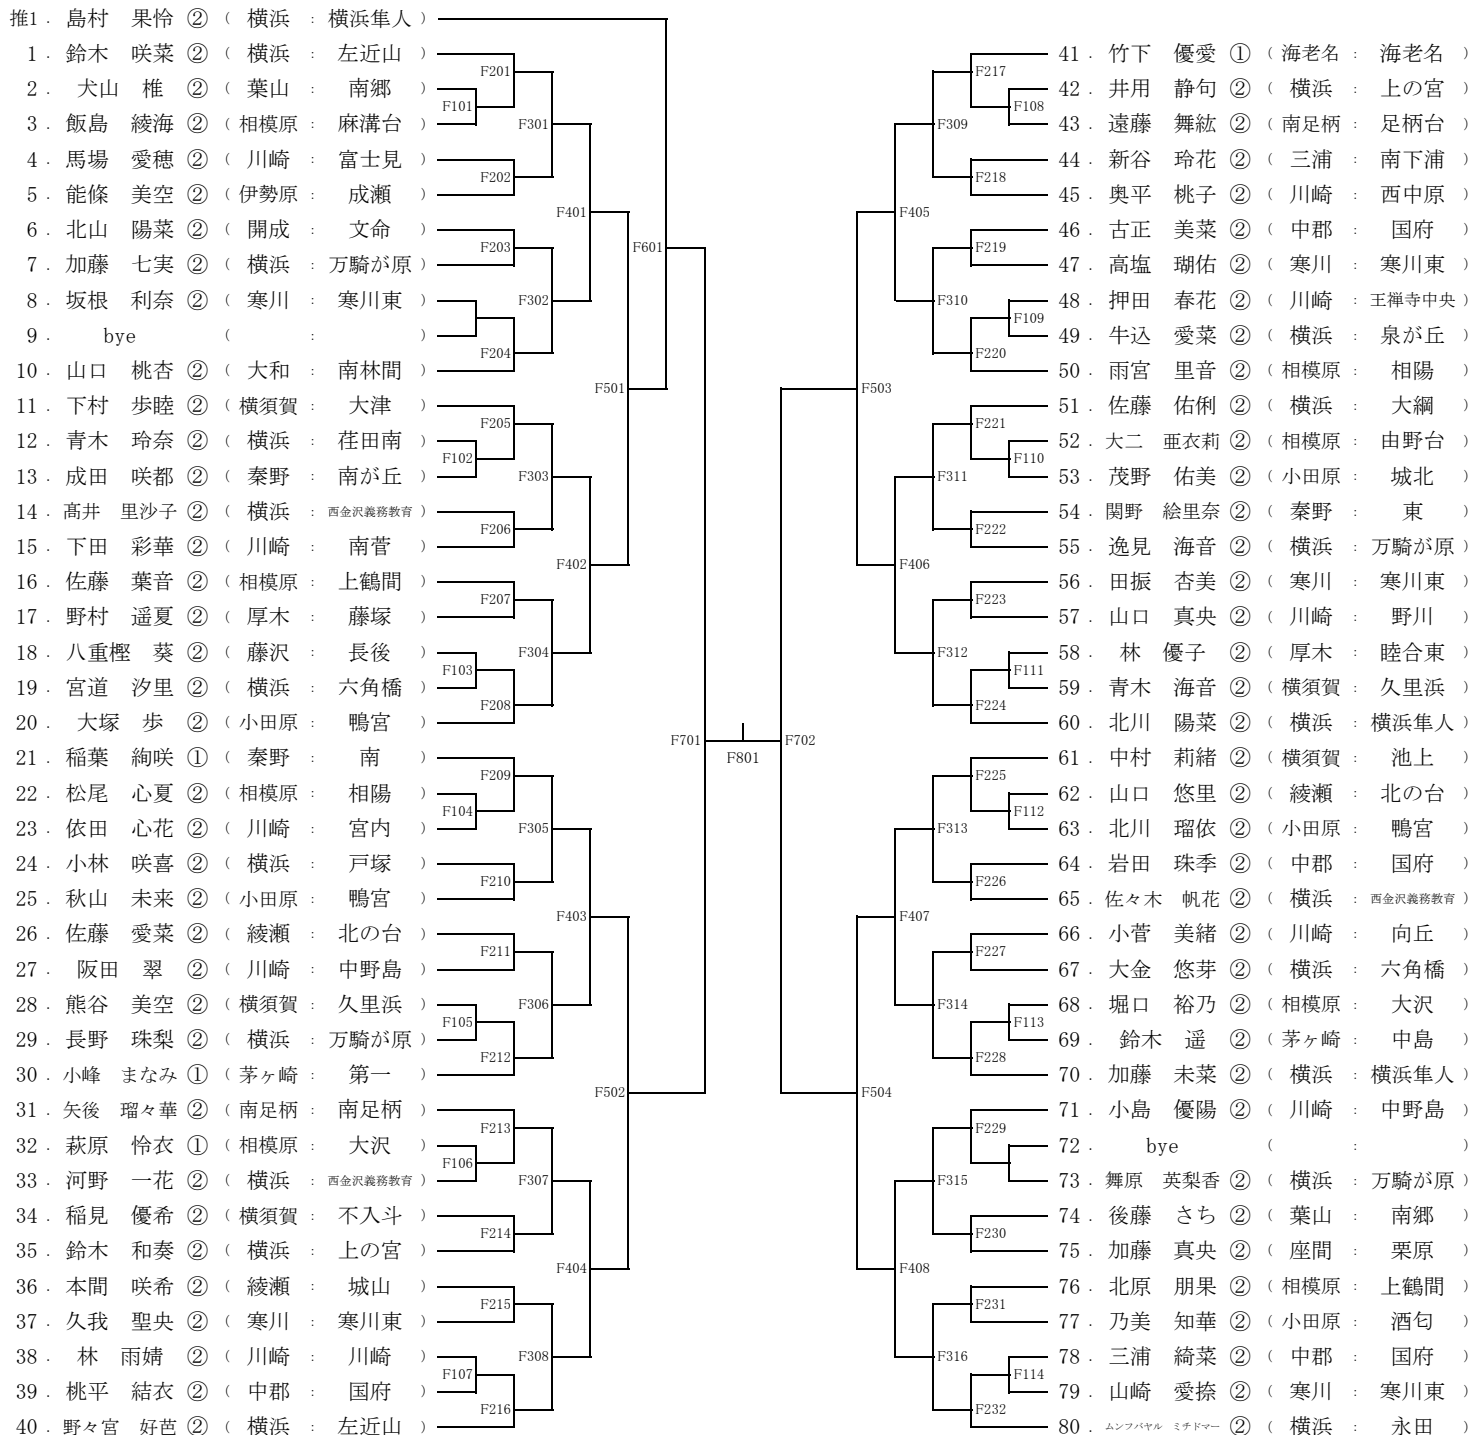 推1. 島村 果怜 ② ( 横浜 : 横浜隼人 )
1. 鈴木 咲菜 ② ( 横浜 : 左近山 )
F201
2. 犬山 椎 ② ( 葉山 : 南郷 )
F101
3. 飯島 綾海 ② ( 相模原 : 麻溝台 )
F301
4. 馬場 愛穂 ② ( 川崎 : 富士見 )
F202
5. 能條 美空 ② ( 伊勢原 : 成瀬 )
F401
6. 北山 陽菜 ② ( 開成 : 文命 )
F203
F601
7. 加藤 七実 ② ( 横浜 : 万騎が原 )
8. 坂根 利奈 ② ( 寒川 : 寒川東 )
F302
9. bye ( : )
F204
10. 山口 桃杏 ② ( 大和 : 南林間 )
F501
11. 下村 歩睦 ② ( 横須賀 : 大津 )
F205
12. 青木 玲奈 ② ( 横浜 : 荏田南 )
F102
13. 成田 咲都 ② ( 秦野 : 南が丘 )
F303
14. 髙井 里沙子 ② ( 横浜 : 西金沢義務教育 )
F206
15. 下田 彩華 ② ( 川崎 : 南菅 )
F402
16. 佐藤 葉音 ② ( 相模原 : 上鶴間 )
F207
17. 野村 遥夏 ② ( 厚木 : 藤塚 )
18. 八重樫 葵 ② ( 藤沢 : 長後 )
F103
F304
19. 宮道 汐里 ② ( 横浜 : 六角橋 )
F208
20. 大塚 歩 ② ( 小田原 : 鴨宮 )
F701
21. 稲葉 絢咲 ① ( 秦野 : 南 )
F209
22. 松尾 心夏 ② ( 相模原 : 相陽 )
F104
23. 依田 心花 ② ( 川崎 : 宮内 )
F305
24. 小林 咲喜 ② ( 横浜 : 戸塚 )
F210
25. 秋山 未来 ② ( 小田原 : 鴨宮 )
F403
26. 佐藤 愛菜 ② ( 綾瀬 : 北の台 )
F211
27. 阪田 翠 ② ( 川崎 : 中野島 )
28. 熊谷 美空 ② ( 横須賀 : 久里浜 )
F105
F306
29. 長野 珠梨 ② ( 横浜 : 万騎が原 )
F212
30. 小峰 まなみ ① ( 茅ヶ崎 : 第一 )
F502
31. 矢後 瑠々華 ② ( 南足柄 : 南足柄 )
F213
32. 萩原 怜衣 ① ( 相模原 : 大沢 )
F106
33. 河野 一花 ② ( 横浜 : 西金沢義務教育 )
F307
34. 稲見 優希 ② ( 横須賀 : 不入斗 )
F214
35. 鈴木 和奏 ② ( 横浜 : 上の宮 )
F404
36. 本間 咲希 ② ( 綾瀬 : 城山 )
F215
37. 久我 聖央 ② ( 寒川 : 寒川東 )
38. 林 雨婧 ② ( 川崎 : 川崎 )
F107
F308
39. 桃平 結衣 ② ( 中郡 : 国府 )
F216
40. 野々宮 好芭 ② ( 横浜 : 左近山 )
F801
41. 竹下 優愛 ① ( 海老名 : 海老名 )
F217
42. 井用 静句 ② ( 横浜 : 上の宮 )
F108
43. 遠藤 舞紘 ② ( 南足柄 : 足柄台 )
F309
44. 新谷 玲花 ② ( 三浦 : 南下浦 )
F218
45. 奥平 桃子 ② ( 川崎 : 西中原 )
F405
46. 古正 美菜 ② ( 中郡 : 国府 )
F219
47. 高塩 瑚佑 ② ( 寒川 : 寒川東 )
48. 押田 春花 ② ( 川崎 : 王禅寺中央 )
F109
F310
49. 牛込 愛菜 ② ( 横浜 : 泉が丘 )
F220
50. 雨宮 里音 ② ( 相模原 : 相陽 )
F503
51. 佐藤 佑俐 ② ( 横浜 : 大綱 )
F221
52. 大二 亜衣莉 ② ( 相模原 : 由野台 )
F110
53. 茂野 佑美 ② ( 小田原 : 城北 )
F311
54. 関野 絵里奈 ② ( 秦野 : 東 )
F222
55. 逸見 海音 ② ( 横浜 : 万騎が原 )
F406
56. 田振 杏美 ② ( 寒川 : 寒川東 )
F223
57. 山口 真央 ② ( 川崎 : 野川 )
58. 林 優子 ② ( 厚木 : 睦合東 )
F111
F312
59. 青木 海音 ② ( 横須賀 : 久里浜 )
F224
60. 北川 陽菜 ② ( 横浜 : 横浜隼人 )
F702
61. 中村 莉緒 ② ( 横須賀 : 池上 )
F225
62. 山口 悠里 ② ( 綾瀬 : 北の台 )
F112
63. 北川 瑠依 ② ( 小田原 : 鴨宮 )
F313
64. 岩田 珠季 ② ( 中郡 : 国府 )
F226
65. 佐々木 帆花 ② ( 横浜 : 西金沢義務教育 )
F407
66. 小菅 美緒 ② ( 川崎 : 向丘 )
F227
67. 大金 悠芽 ② ( 横浜 : 六角橋 )
68. 堀口 裕乃 ② ( 相模原 : 大沢 )
F113
F314
69. 鈴木 遥 ② ( 茅ヶ崎 : 中島 )
F228
70. 加藤 未菜 ② ( 横浜 : 横浜隼人 )
F504
71. 小島 優陽 ② ( 川崎 : 中野島 )
F229
72. bye ( : )
73. 舞原 英梨香 ② ( 横浜 : 万騎が原 )
F315
74. 後藤 さち ② ( 葉山 : 南郷 )
F230
75. 加藤 真央 ② ( 座間 : 栗原 )
F408
76. 北原 朋果 ② ( 相模原 : 上鶴間 )
F231
77. 乃美 知華 ② ( 小田原 : 酒匂 )
78. 三浦 綺菜 ② ( 中郡 : 国府 )
F114
F316
79. 山崎 愛捺 ② ( 寒川 : 寒川東 )
F232
80. ムンフバヤル ミチドマー ② ( 横浜 : 永田 )